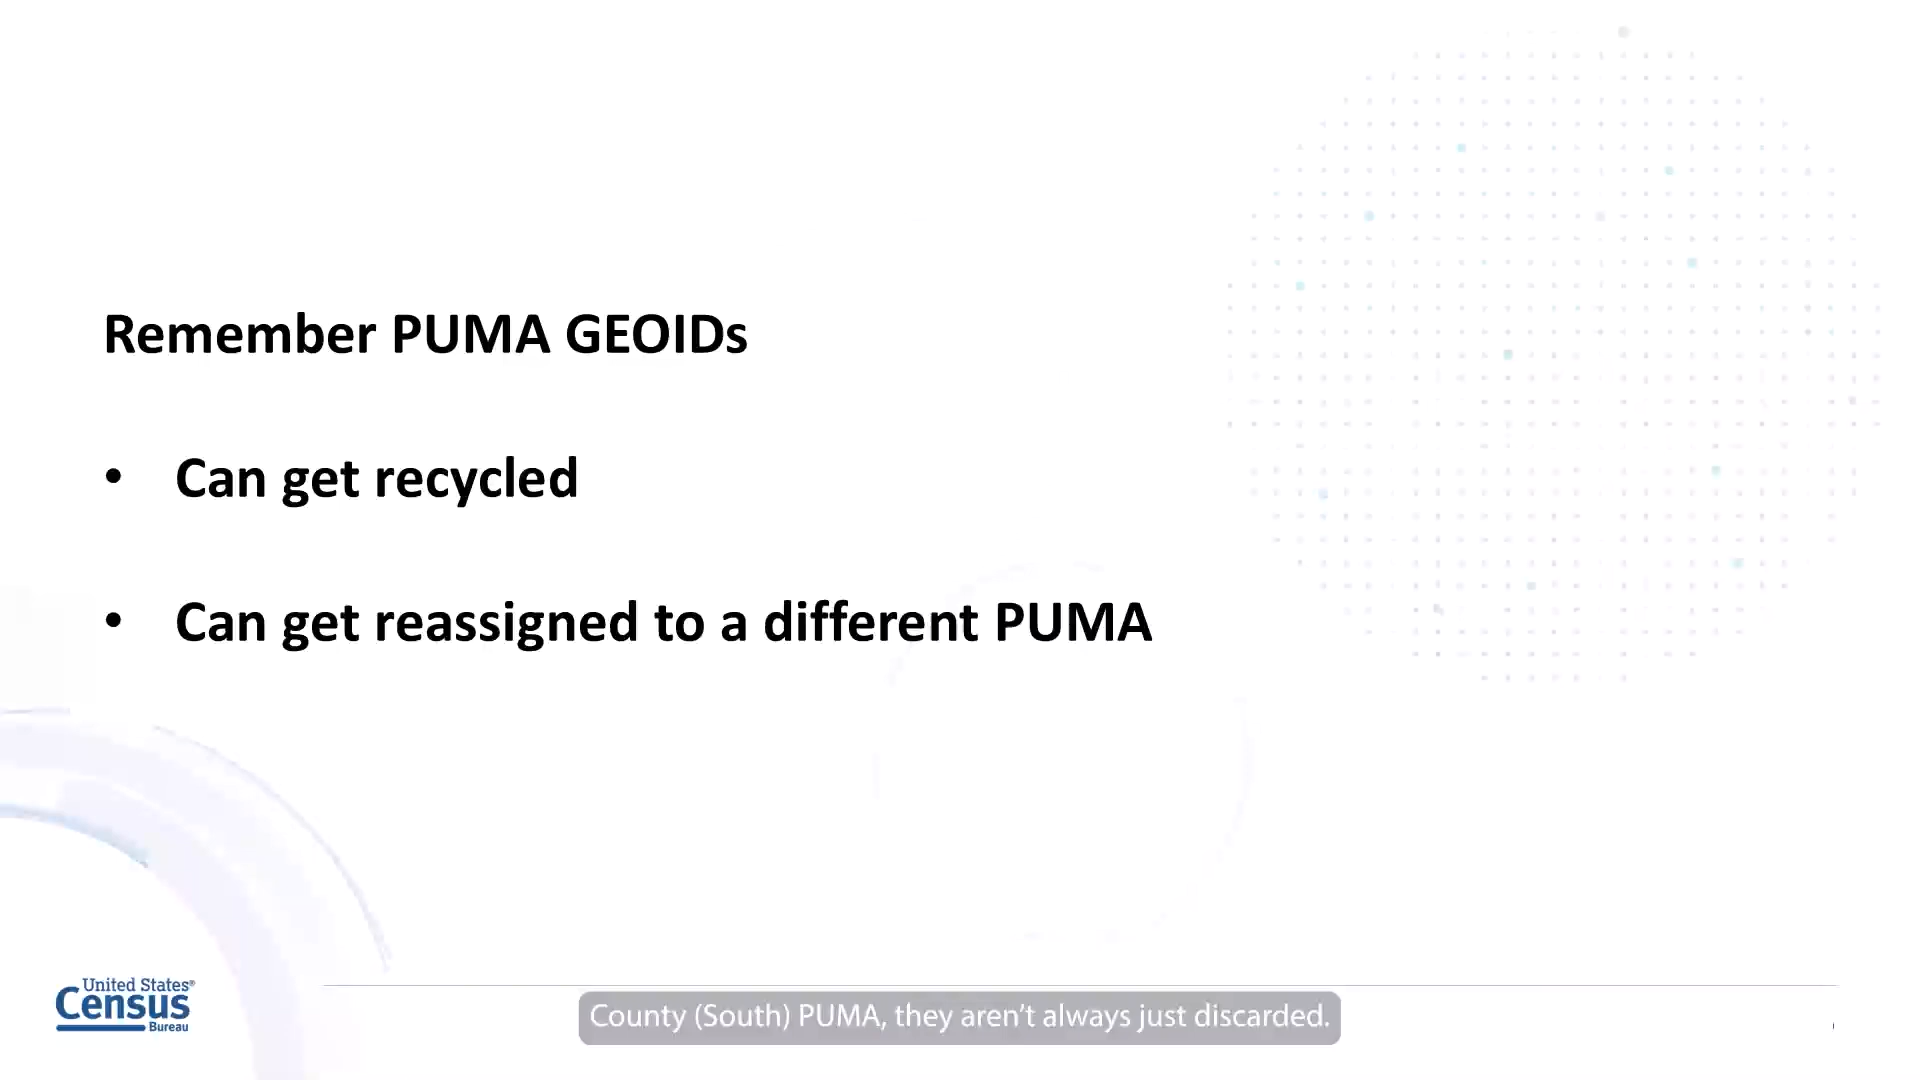 Remember PUMA GEOIDs
• Can get recycled
• Can get reassigned to a different PUMA
United States®
Census
Bureau
County (South) PUMA, they aren't always just discarded.